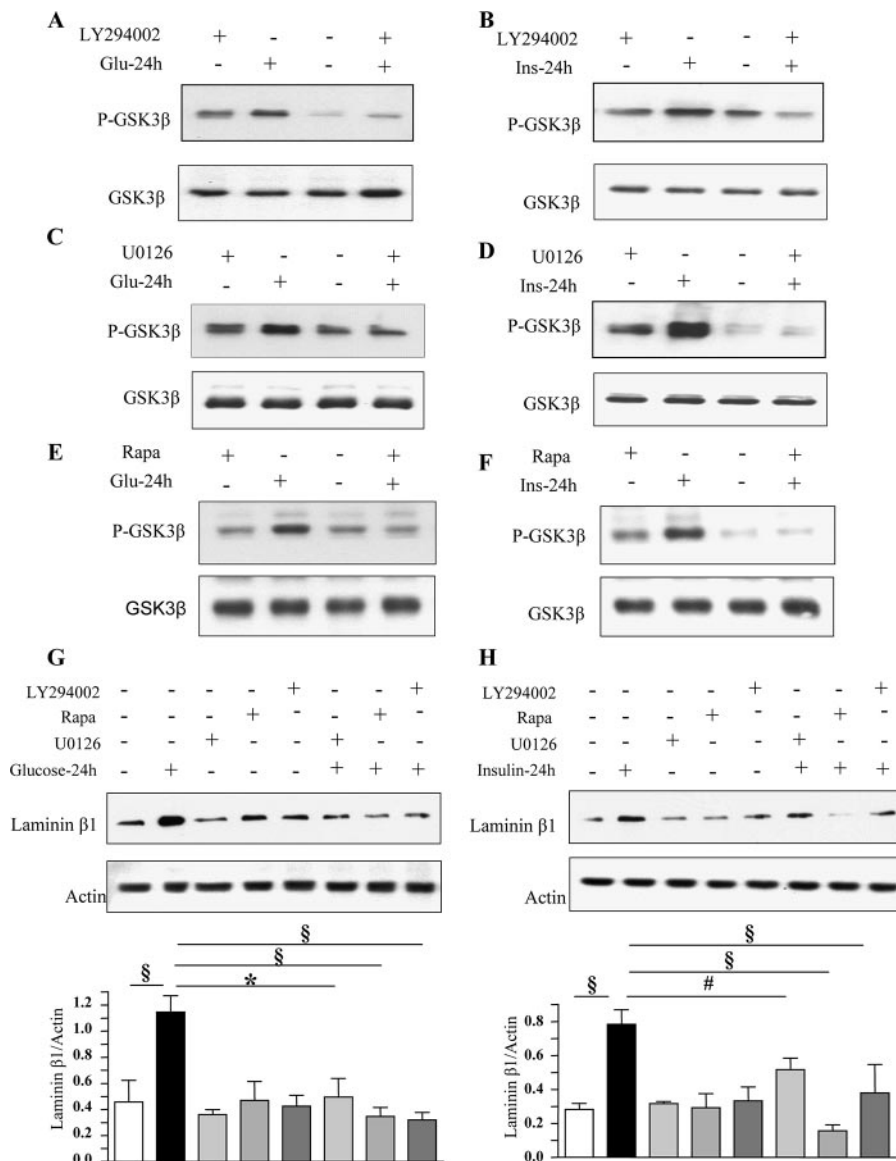 A
LY294002 + - - +
Glu-24h - + - +
P-GSK3β
GSK3β
B
LY294002 + - - +
Ins-24h - + - +
P-GSK3β
GSK3β
C
U0126 + - - +
Glu-24h - + - +
P-GSK3β
GSK3β
D
U0126 + - - +
Ins-24h - + - +
P-GSK3β
GSK3β
E
Rapa + - - +
Glu-24h - + - +
P-GSK3β
GSK3β
F
Rapa + - - +
Ins-24h - + - +
P-GSK3β
GSK3β
G
LY294002 - - - - + - - +
Rapa - - - + - - + -
U0126 - - + - - + - -
Glucose-24h - + - - - + + +
Laminin β1
Actin
§
§
§ *
Laminin β1/Actin
1.2
1.0
0.8
0.6
0.4
0.2
0.0
H
LY294002 - - - - + - - +
Rapa - - - + - - + -
U0126 - - + - - + - -
Insulin-24h - + - - - + + +
Laminin β1
Actin
§
§
§ #
Laminin β1/Actin
0.8
0.6
0.4
0.2
0.0